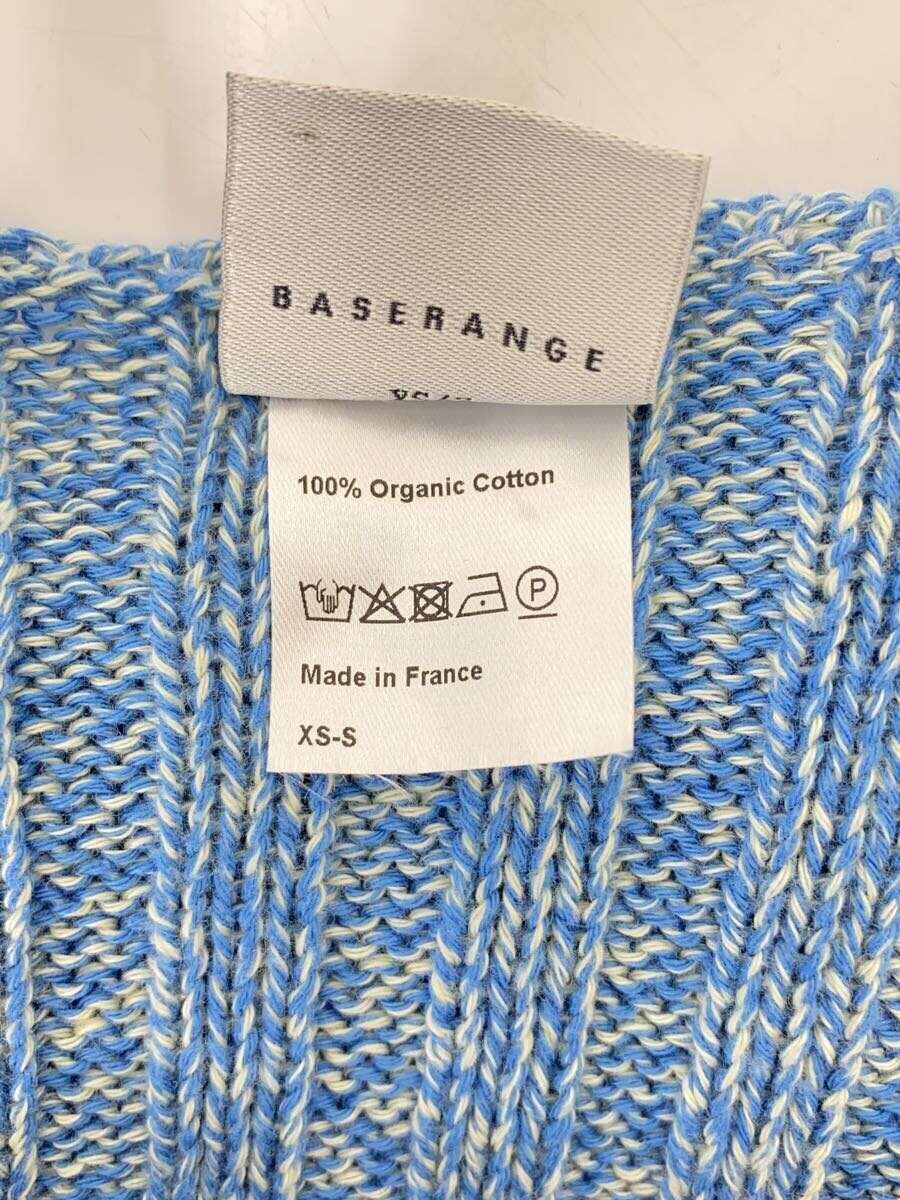 BASERANGE
100% Organic Cotton
P
Made in France
XS-S